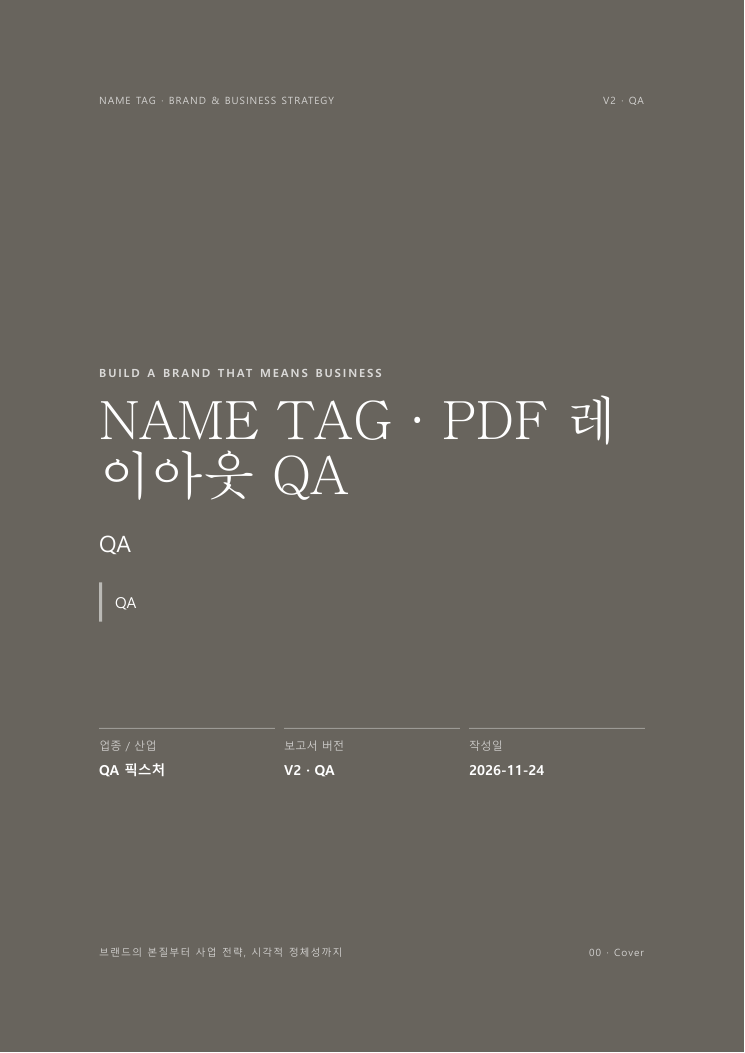 NAME TAG · BRAND & BUSINESS STRATEGY
V2 · QA
BUILD A BRAND THAT MEANS BUSINESS
NAME TAG · PDF 레
이아웃 QA
QA
QA
업종 / 산업
보고서 버전
작성일
QA 픽스처
V2 · QA
2026-11-24
브랜드의 본질부터 사업 전략, 시각적 정체성까지
00 · Cover